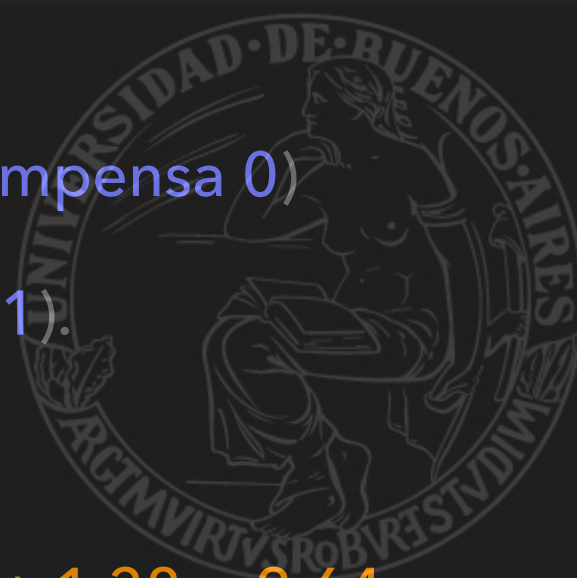 UNIVERSIDAD·DE·BUENOS·AIRES
mpensa 0)
1).
ARGTMVIRTVSROBVRESTVDIVM